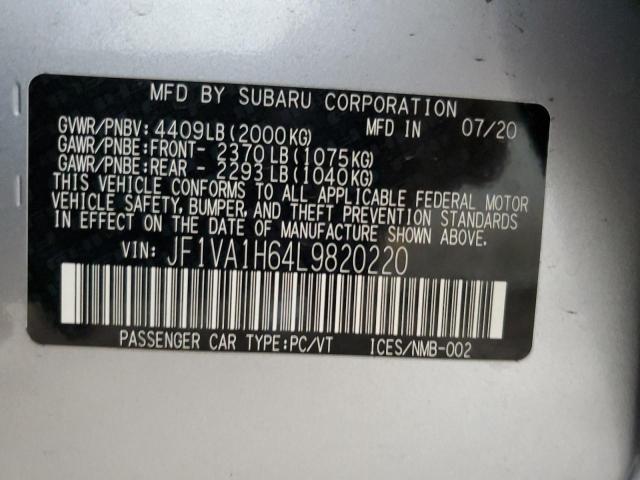 MFD BY SUBARU CORPORATION
GVWR/PNBV: 4409LB(2000KG) MFD IN 07/20
GAWR/PNBE:FRONT- 2370LB(1075KG)
GAWR/PNBE:REAR - 2293LB(1040KG)
THIS VEHICLE CONFORMS TO ALL APPLICABLE FEDERAL MOTOR
VEHICLE SAFETY, BUMPER, AND THEFT PREVENTION STANDARDS
IN EFFECT ON THE DATE OF MANUFACTURE SHOWN ABOVE.
VIN: JF1VA1H64L9820220
PASSENGER CAR TYPE:PC/VT ICES/NMB-002